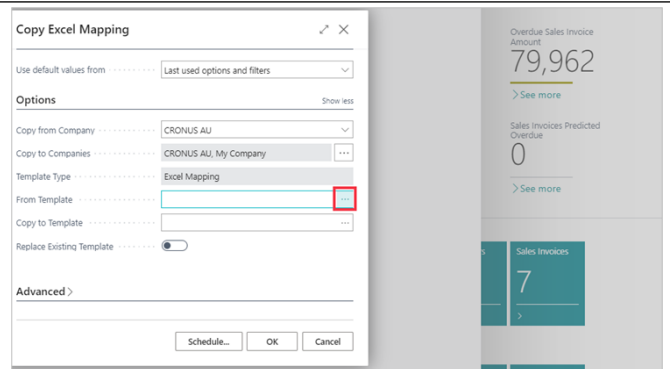 Copy Excel Mapping
Use default values from
Last used options and filters
Options
Show less
Copy from Company
CRONUS AU
Copy to Companies
CRONUS AU, My Company
...
Template Type
Excel Mapping
From Template
...
Copy to Template
...
Replace Existing Template
Advanced >
Schedule...
OK
Cancel
Overdue Sales Invoice
Amount
79,962
> See more
Sales Invoices Predicted
Overdue
0
> See more
s
Sales Invoices
7
>